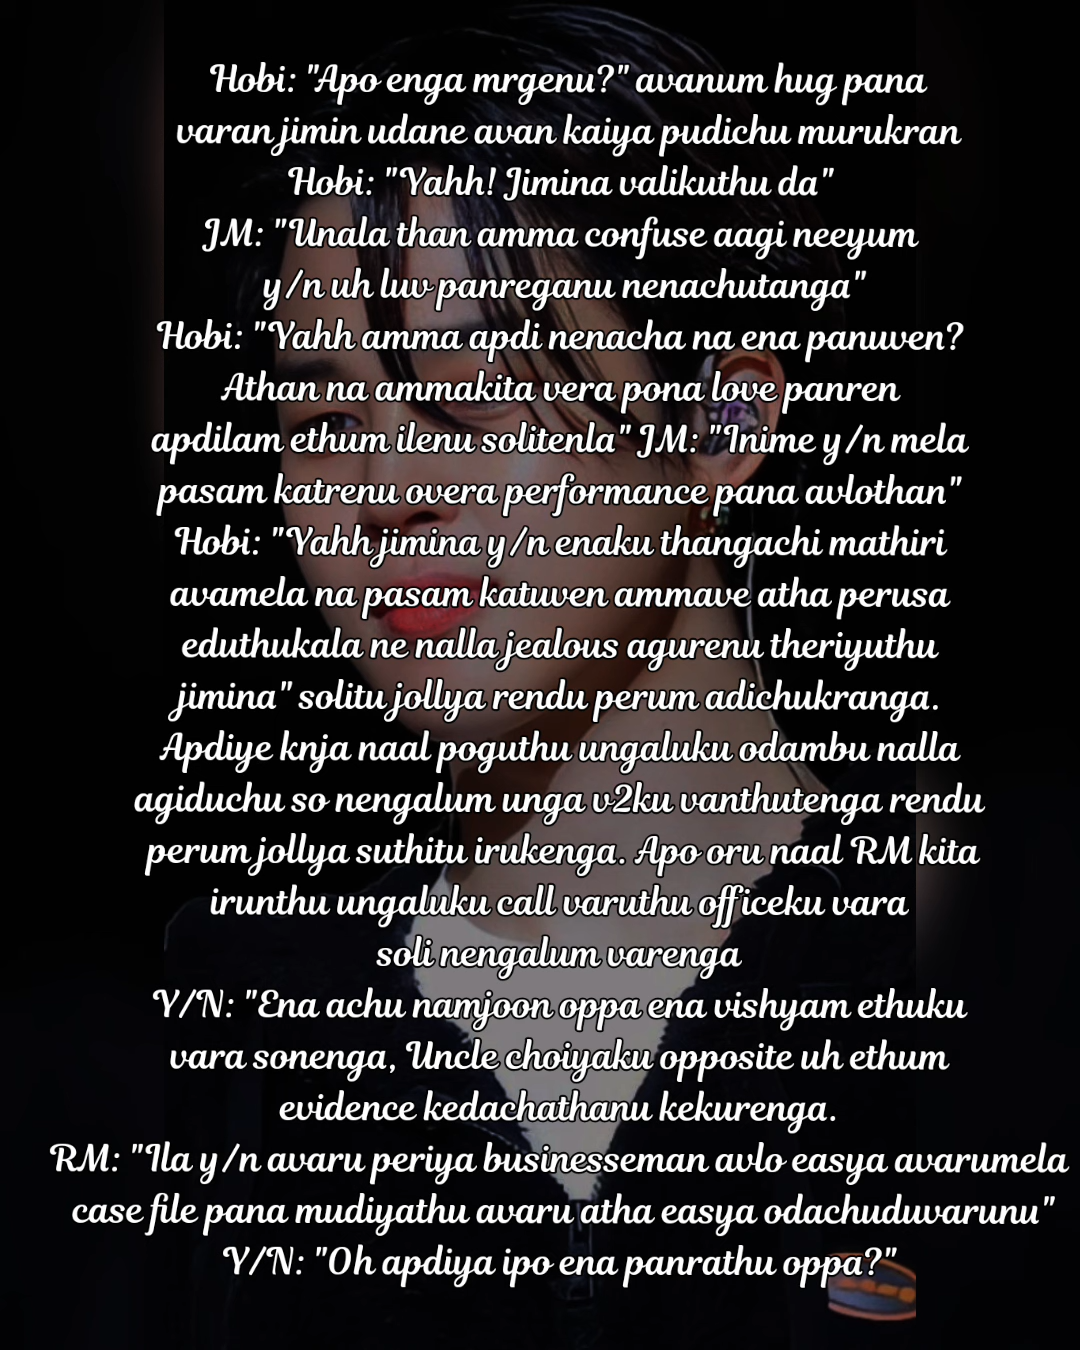 Hobi: "Apo enga mrgenu?" avanum hug pana
varan jimin udane avan kaiya pudichu murukran
Hobi: "Yahh! Jimina valikuthu da"
JM: "Unala than amma confuse aagi neeyum
y/n uh luv panreganu nenachutanga"
Hobi: "Yahh amma apdi nenacha na ena panuven?
Athan na ammakita vera pona love panren
apdilam ethum ilenu solitenla" JM: "Inime y/n mela
pasam katrenu overa performance pana avlothan"
Hobi: "Yahh jimina y/n enaku thangachi mathiri
avamela na pasam katuven ammave atha perusa
eduthukala ne nalla jealous agurenu theriyuthu
jimina" solitu jollya rendu perum adichukranga.
Apdiye knja naal poguthu ungaluku odambu nalla
agiduchu so nengalum unga v2ku vanthutenga rendu
perum jollya suthitu irukenga. Apo oru naal RM kita
irunthu ungaluku call varuthu officeku vara
soli nengalum varenga
Y/N: "Ena achu namjoon oppa ena vishyam ethuku
vara sonenga, Uncle choiyaku opposite uh ethum
evidence kedachathanu kekurenga.
RM: "Ila y/n avaru periya businesseman avlo easya avarumela
case file pana mudiyathu avaru atha easya odachuduvarunu"
Y/N: "Oh apdiya ipo ena panrathu oppa?"